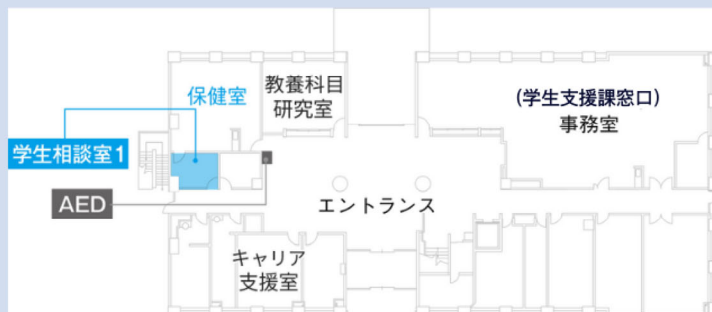 保健室
教養科目
研究室
(学生支援課窓口)
事務室
学生相談室1
AED
エントランス
キャリア
支援室